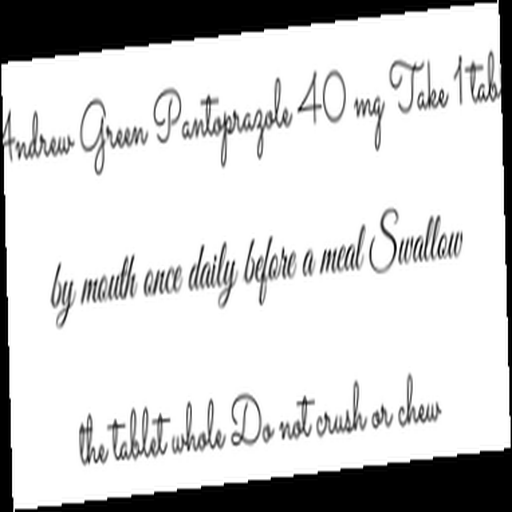 Andrew Green Pantoprazole 40 mg Take 1 tab
by mouth once daily before a meal Swallow
the tablet whole Do not crush or chew